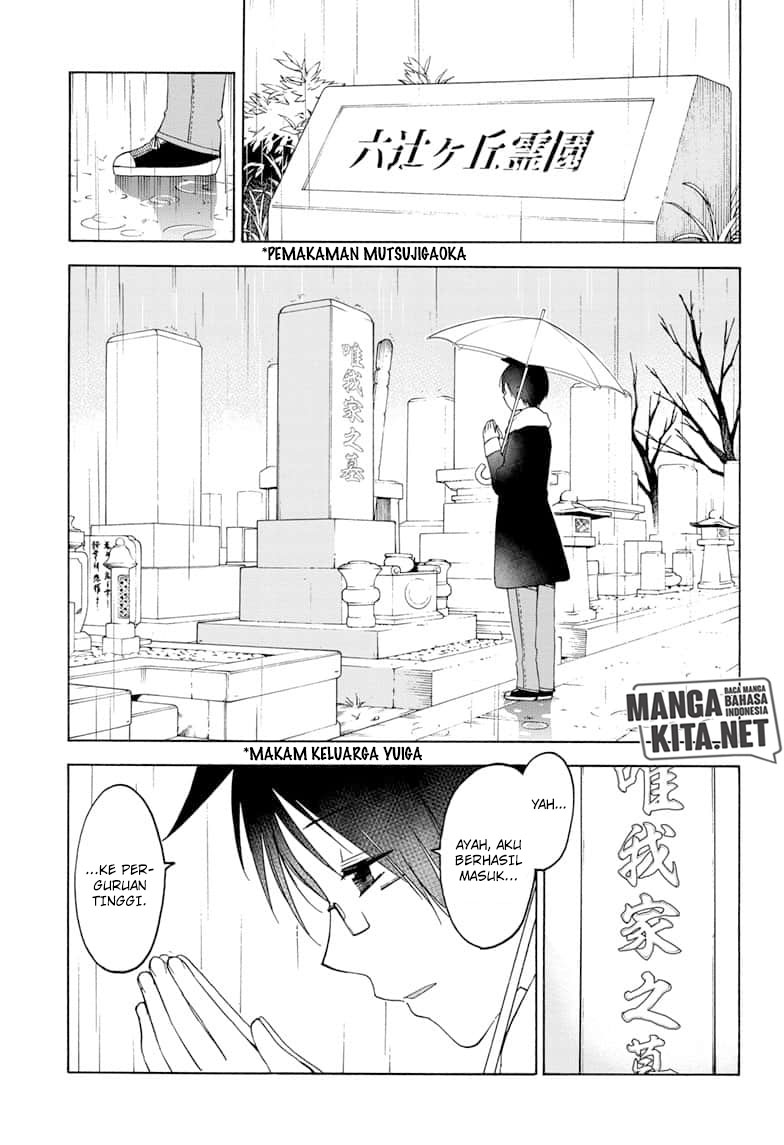 六辻ヶ丘霊園
*PEMAKAMAN MUTSUJIGAOKA
唯我家之墓
*MAKAM KELUARGA YUIGA
MANGA
KITA.NET
BACA MANGA
BAHASA
INDONESIA
唯我家之墓
YAH...
AYAH, AKU
BERHASIL
MASUK...
...KE PER-
GURUAN
TINGGI.